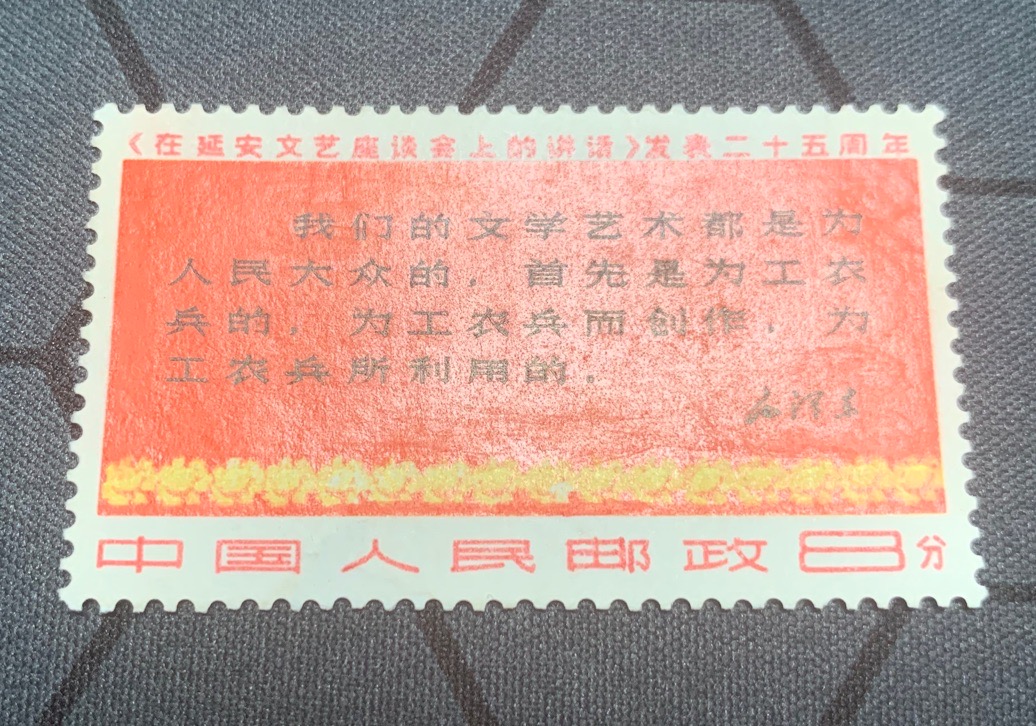 《在延安文艺座谈会上的讲话》发表二十五周年
我们的文学艺术都是为
人民大众的，首先是为工农
兵的，为工农兵而创作，为
工农兵所利用的。
毛泽东
中国人民邮政 8分